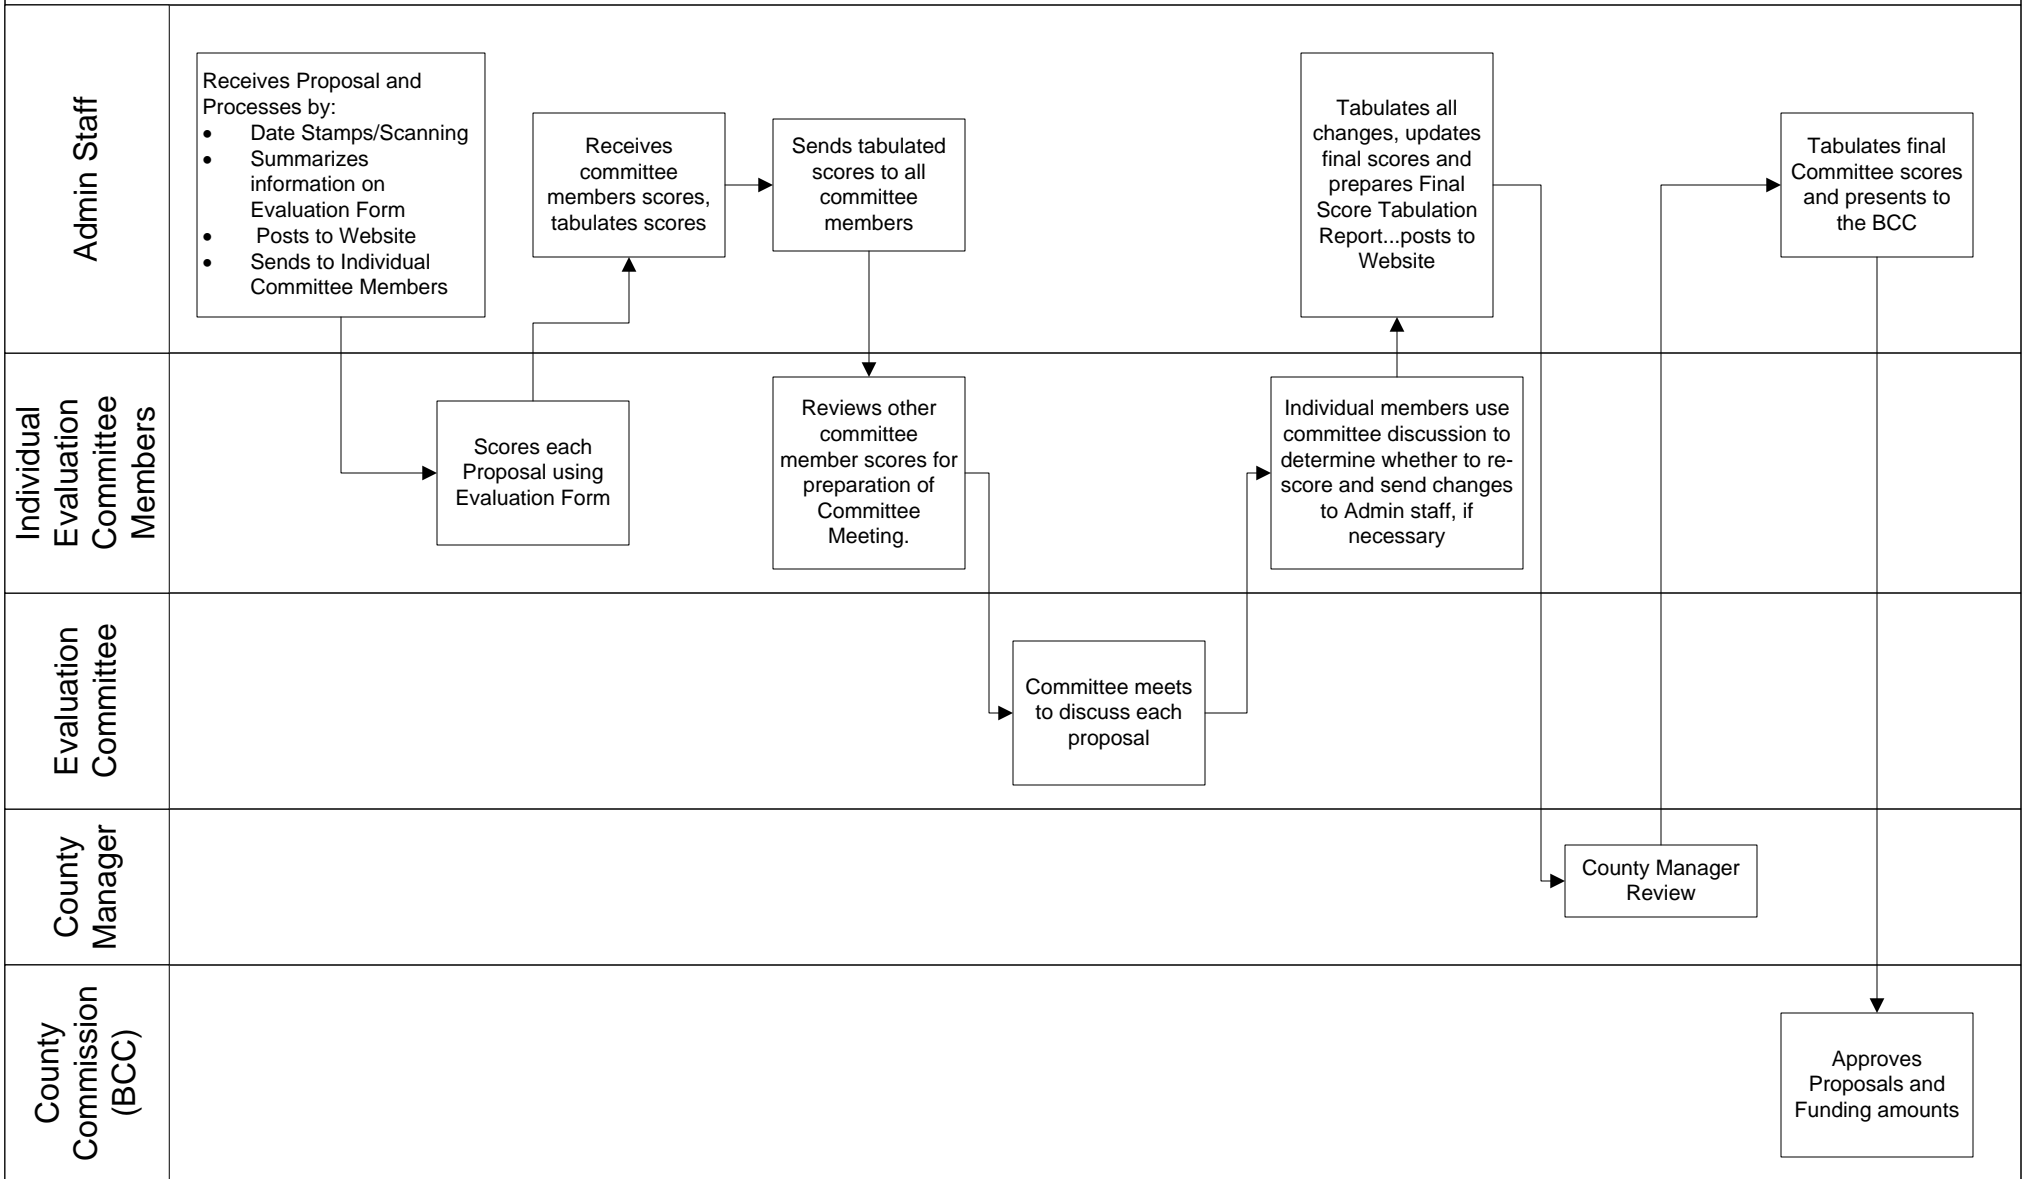 Admin Staff
Receives Proposal and
Processes by:
• Date Stamps/Scanning
• Summarizes
information on
Evaluation Form
• Posts to Website
• Sends to Individual
Committee Members
Receives
committee
members scores,
tabulates scores
Sends tabulated
scores to all
committee
members
Tabulates all
changes, updates
final scores and
prepares Final
Score Tabulation
Report...posts to
Website
Tabulates final
Committee scores
and presents to
the BCC
Individual
Evaluation
Committee
Members
Scores each
Proposal using
Evaluation Form
Reviews other
committee
member scores for
preparation of
Committee
Meeting.
Individual members use
committee discussion to
determine whether to re-
score and send changes
to Admin staff, if
necessary
Evaluation
Committee
Committee meets
to discuss each
proposal
County
Manager
County Manager
Review
County
Commission
(BCC)
Approves
Proposals and
Funding amounts